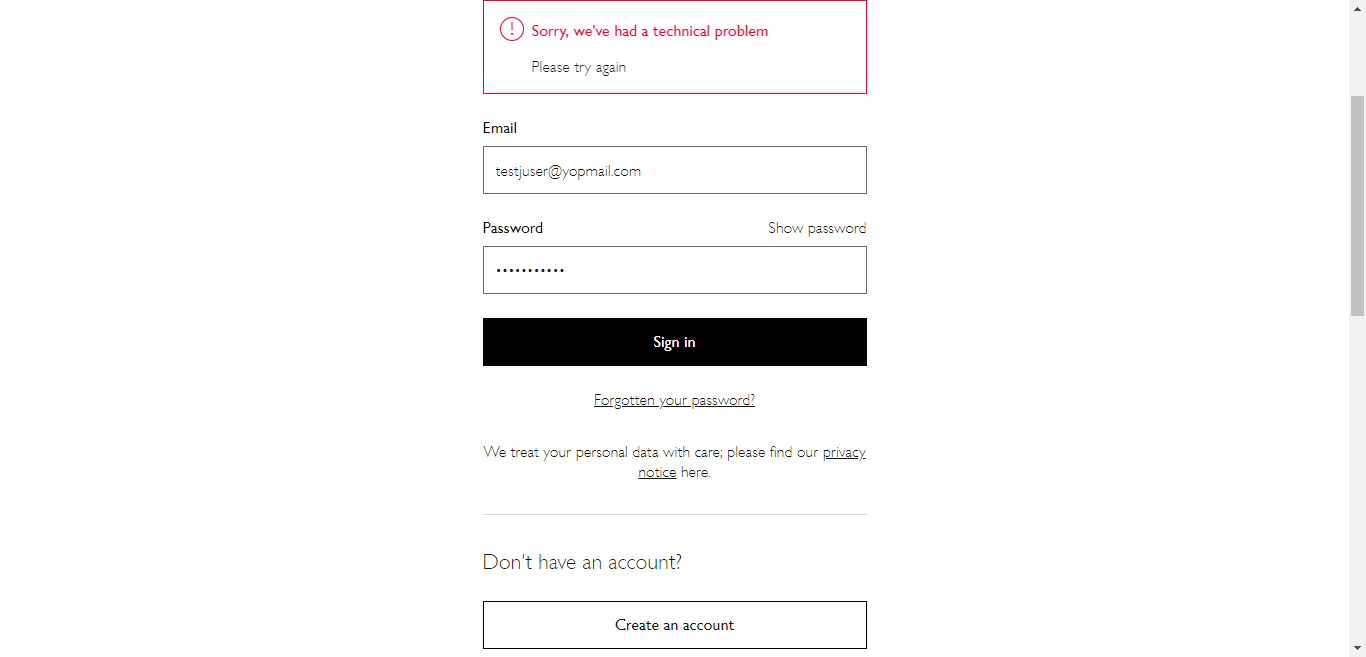 Sorry, we've had a technical problem
Please try again
Email
testjuser@yopmail.com
Password
Show password
•••••••••••
Sign in
Forgotten your password?
We treat your personal data with care; please find our privacy
notice here.
Don't have an account?
Create an account